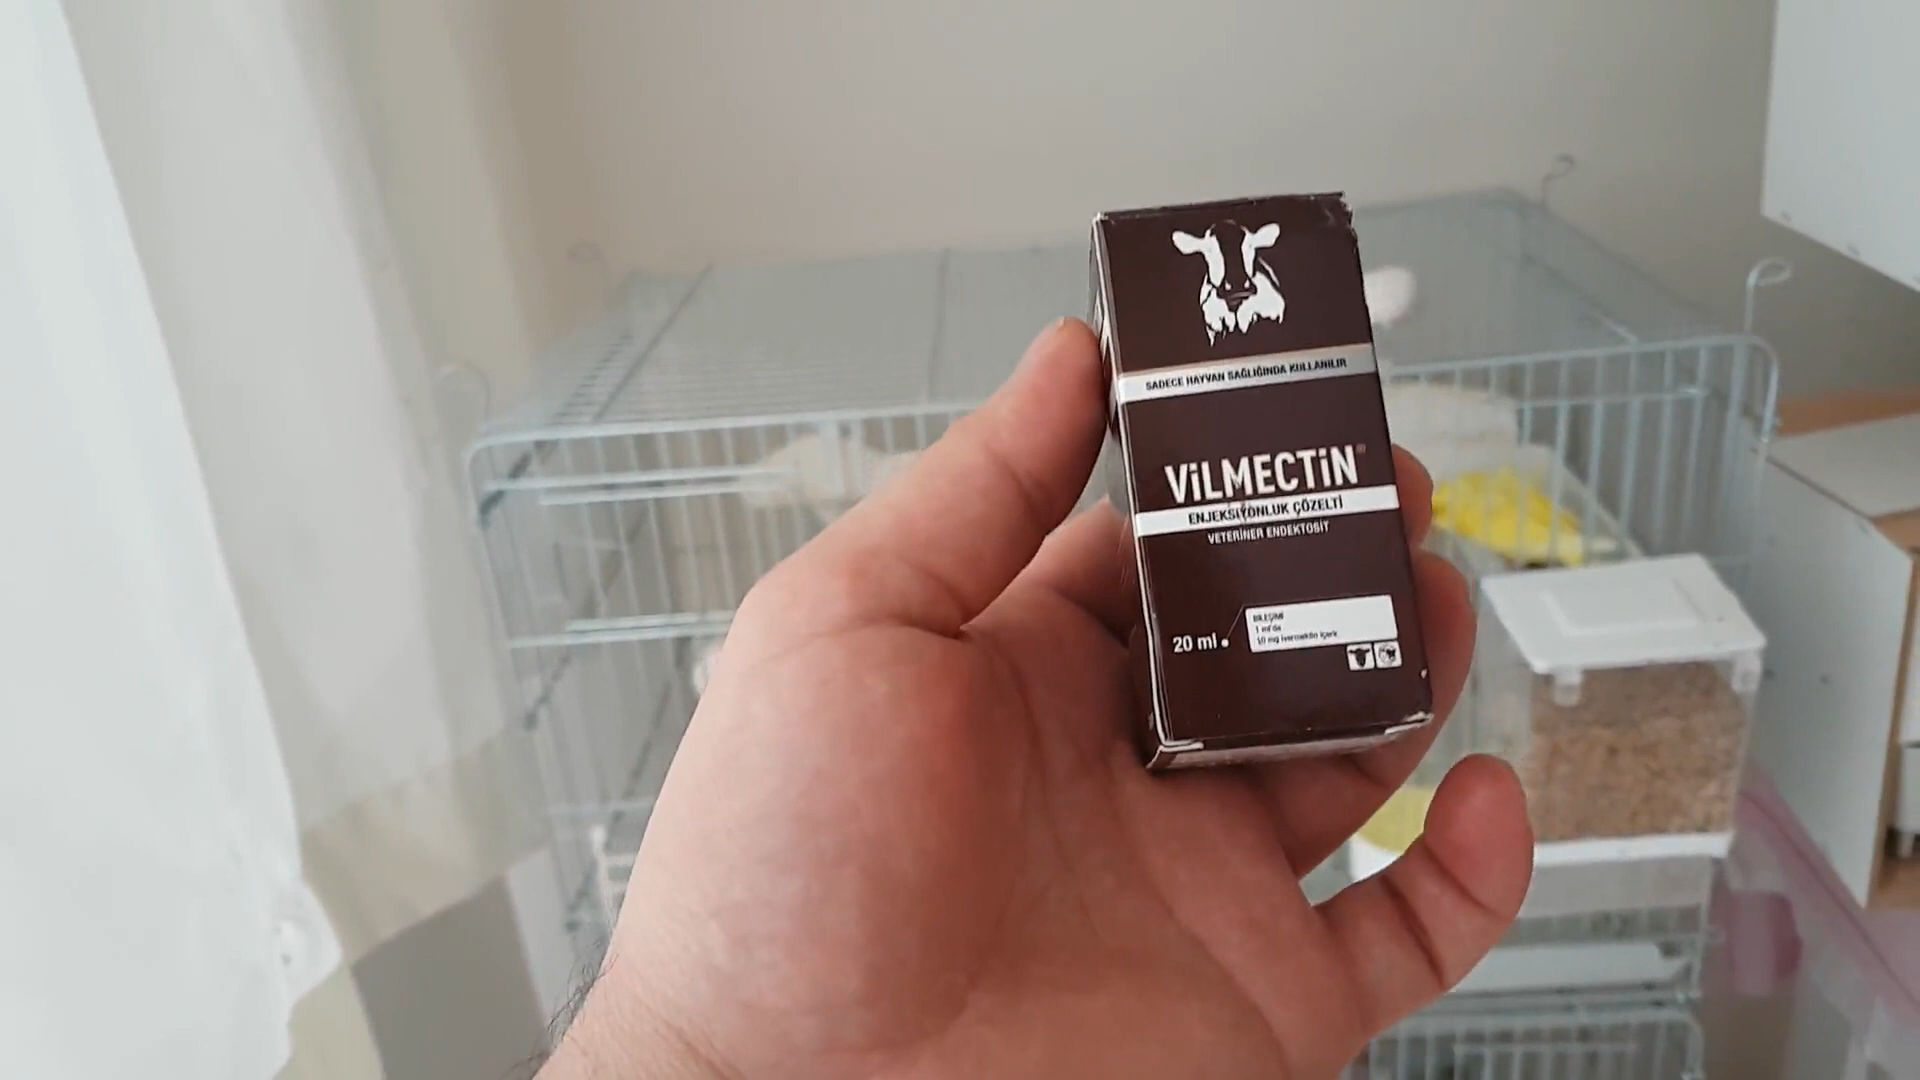 SADECE HAYVAN SAĞLIĞINDA KULLANILIR
ViLMECTiN®
ENJEKSİYONLUK ÇÖZELTİ
VETERİNER ENDEKTOSİT
20 ml
BİLEŞİMİ
1 ml'de
10 mg ivermektin içerir